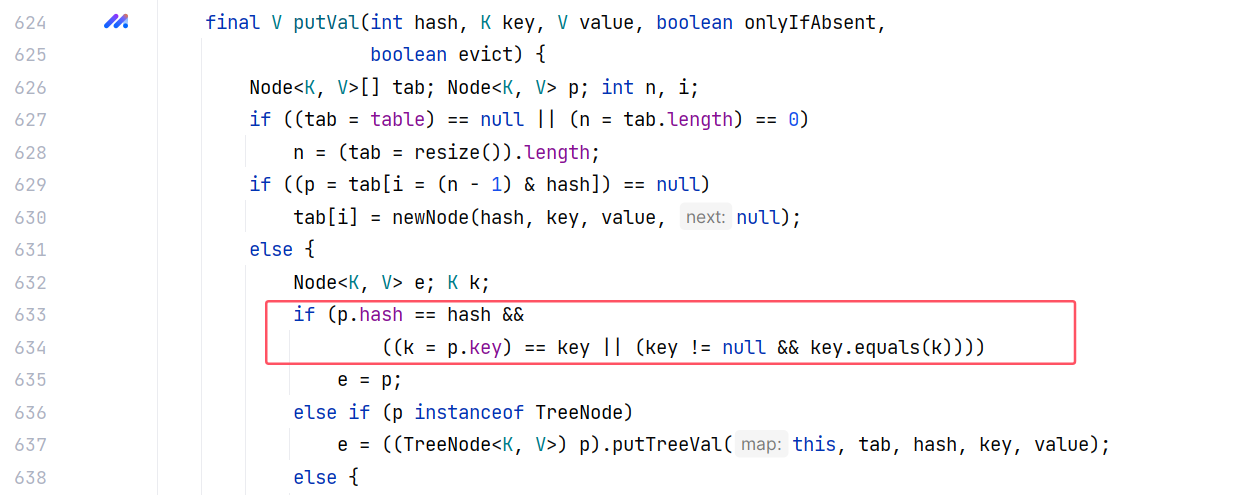 624 final V putVal(int hash, K key, V value, boolean onlyIfAbsent,
625 boolean evict) {
626 Node<K, V>[] tab; Node<K, V> p; int n, i;
627 if ((tab = table) == null || (n = tab.length) == 0)
628 n = (tab = resize()).length;
629 if ((p = tab[i = (n - 1) & hash]) == null)
630 tab[i] = newNode(hash, key, value, next: null);
631 else {
632 Node<K, V> e; K k;
633 if (p.hash == hash &&
634 ((k = p.key) == key || (key != null && key.equals(k))))
635 e = p;
636 else if (p instanceof TreeNode)
637 e = ((TreeNode<K, V>) p).putTreeVal(map: this, tab, hash, key, value);
638 else {